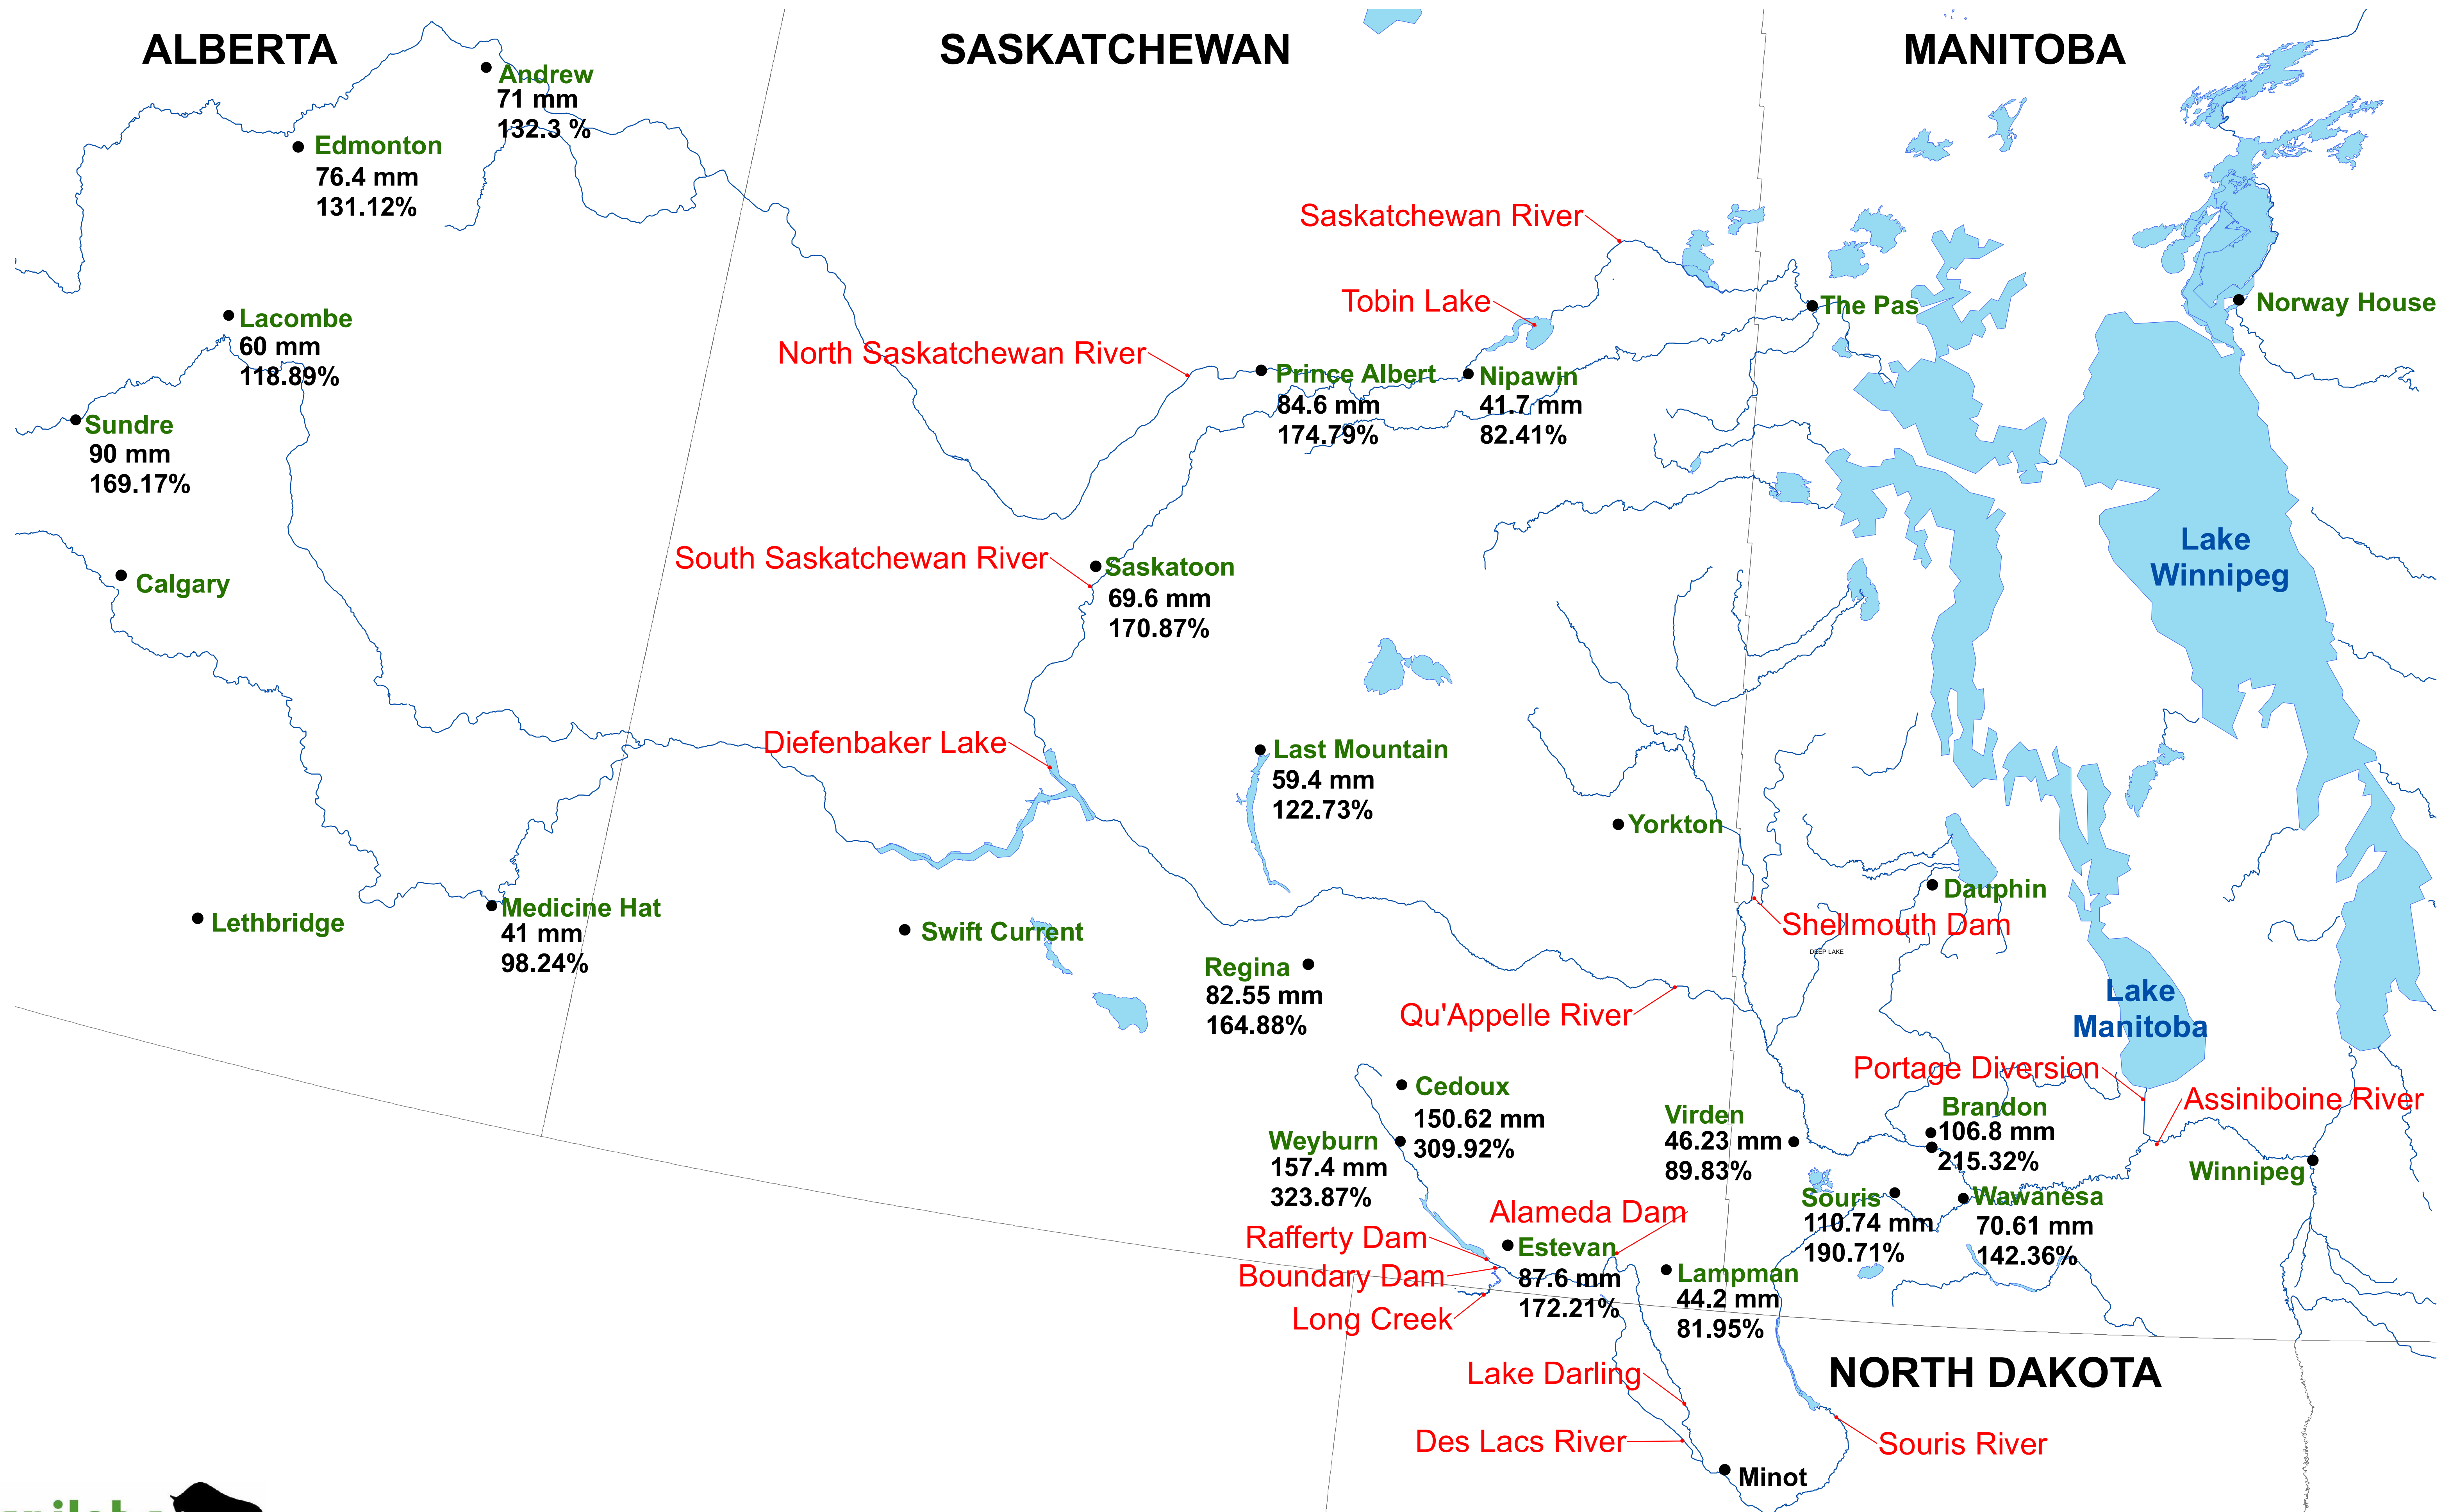 ALBERTA
SASKATCHEWAN
MANITOBA
Andrew
71 mm
132.3 %
Edmonton
76.4 mm
131.12%
Saskatchewan River
Tobin Lake
The Pas
Norway House
Lacombe
60 mm
118.89%
North Saskatchewan River
Prince Albert
84.6 mm
174.79%
Nipawin
41.7 mm
82.41%
Sundre
90 mm
169.17%
Lake
Winnipeg
Calgary
South Saskatchewan River
Saskatoon
69.6 mm
170.87%
Diefenbaker Lake
Last Mountain
59.4 mm
122.73%
Yorkton
Dauphin
Shellmouth Dam
DEEP LAKE
Lethbridge
Medicine Hat
41 mm
98.24%
Swift Current
Regina
82.55 mm
164.88%
Qu'Appelle River
Lake
Manitoba
Portage Diversion
Assiniboine River
Cedoux
150.62 mm
309.92%
Weyburn
157.4 mm
323.87%
Virden
46.23 mm
89.83%
Brandon
106.8 mm
215.32%
Winnipeg
Souris
110.74 mm
190.71%
Wawanesa
70.61 mm
142.36%
Alameda Dam
Rafferty Dam
Boundary Dam
Long Creek
Estevan
87.6 mm
172.21%
Lampman
44.2 mm
81.95%
NORTH DAKOTA
Lake Darling
Des Lacs River
Souris River
Minot